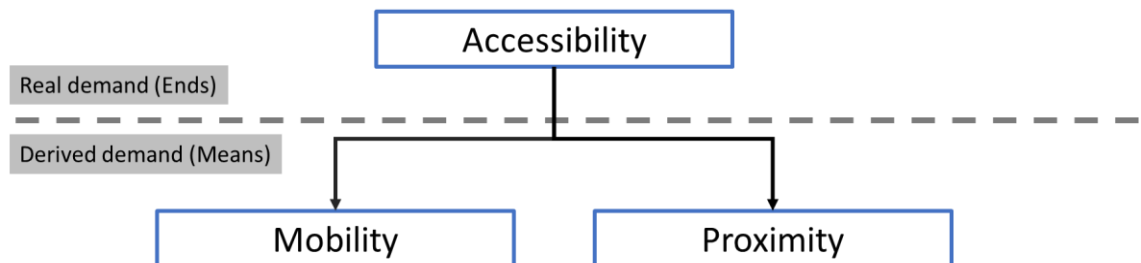 Accessibility
Real demand (Ends)
Derived demand (Means)
Mobility
Proximity